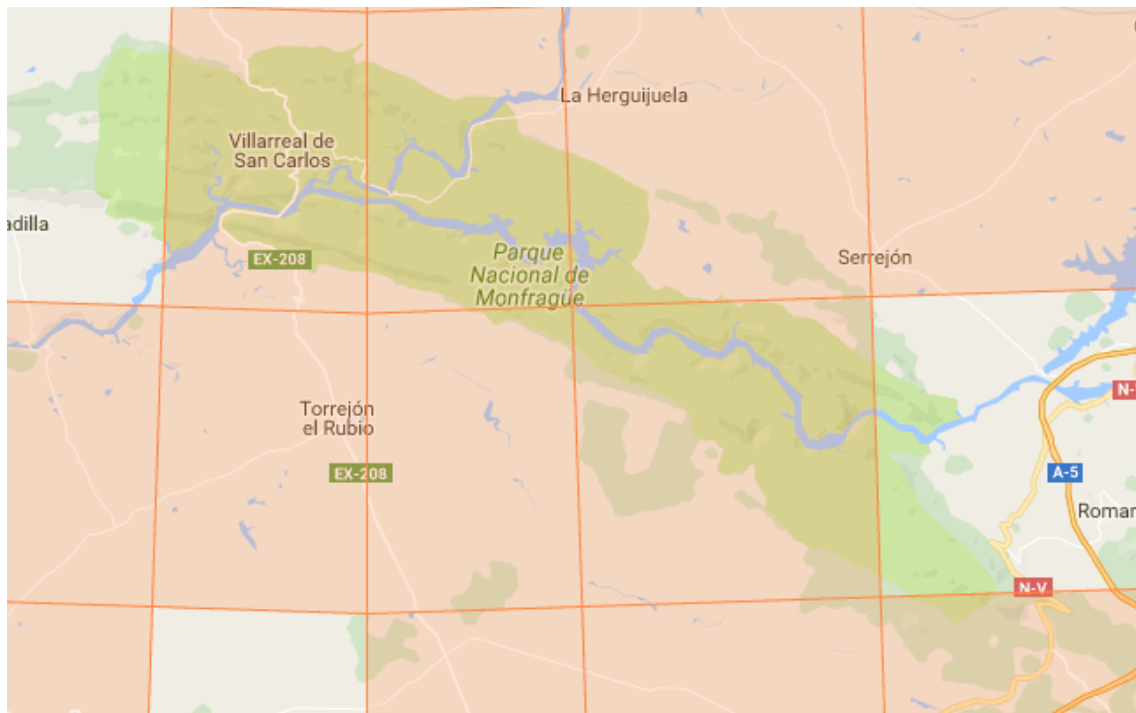 La Herguijuela
Villarreal de
San Carlos
adilla
EX-208
Parque
Nacional de
Monfragüe
Serrejón
N-
Torrejón
el Rubio
EX-208
A-5
Romar
N-V